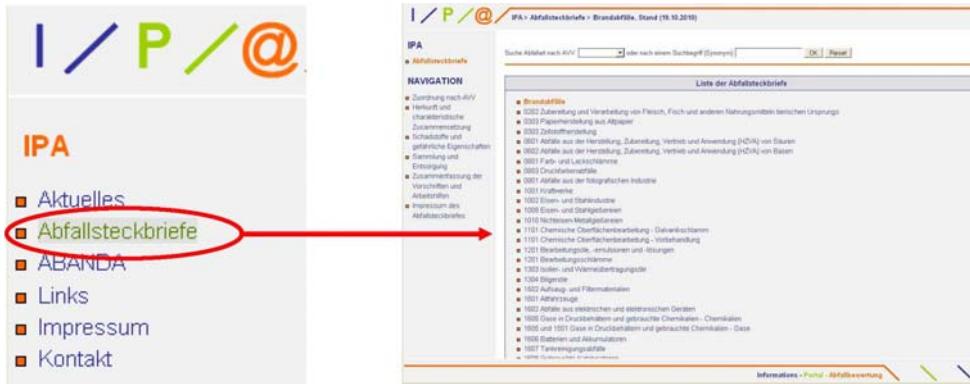 I / P / @
IPA
Aktuelles
Abfallsteckbriefe
ABANDA
Links
Impressum
Kontakt
I / P / @
IPA > Abfallsteckbriefe > Brandabfälle, Stand (19.10.2010)
IPA
Abfallsteckbriefe
NAVIGATION
Zuordnung nach AVV
Herkunft und
charakteristische
Zusammensetzung
Schadstoffe und
gefährliche Eigenschaften
Sammlung und
Entsorgung
Zusammenfassung der
Vorschriften und
Arbeitshilfen
Impressum des
Abfallsteckbriefes
Suche Abfallart nach AVV: oder nach einem Suchbegriff (Synonym): OK Reset
Liste der Abfallsteckbriefe
Brandabfälle
0202 Zubereitung und Verarbeitung von Fleisch, Fisch und anderen Nahrungsmitteln tierischen Ursprungs
0303 Papierherstellung aus Altpapier
0303 Zellstoffherstellung
0601 Abfälle aus der Herstellung, Zubereitung, Vertrieb und Anwendung (HZVA) von Säuren
0602 Abfälle aus der Herstellung, Zubereitung, Vertrieb und Anwendung (HZVA) von Basen
0801 Farb- und Lackschlämme
0803 Druckfarbenabfälle
0901 Abfälle aus der fotografischen Industrie
1001 Kraftwerke
1002 Eisen- und Stahlindustrie
1009 Eisen- und Stahlgießereien
1010 Nichteisen-Metallgießereien
1101 Chemische Oberflächenbearbeitung - Galvanikschlamm
1101 Chemische Oberflächenbearbeitung - Vorbehandlung
1201 Bearbeitungsöle, -emulsionen und -lösungen
1201 Bearbeitungsschlämme
1303 Isolier- und Wärmeübertragungsöle
1304 Bilgenöle
1502 Aufsaug- und Filtermaterialien
1601 Altfahrzeuge
1602 Abfälle aus elektrischen und elektronischen Geräten
1605 Gase in Druckbehältern und gebrauchte Chemikalien - Chemikalien
1605 und 1501 Gase in Druckbehältern und gebrauchte Chemikalien - Gase
1606 Batterien und Akkumulatoren
1607 Tankreinigungsabfälle
Informations - Portal - Abfallbewertung